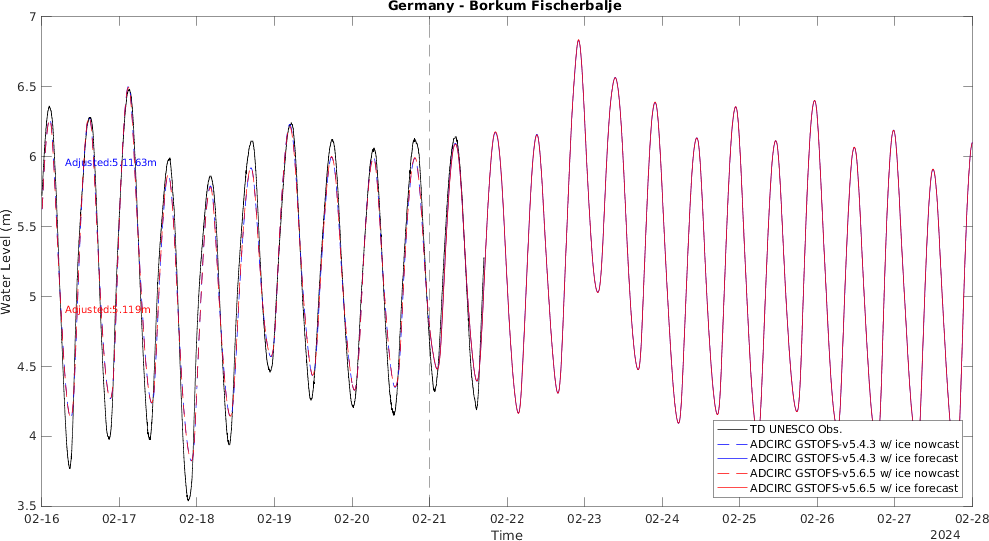 Germany - Borkum Fischerbalje
7
6.5
6
5.5
5
4.5
4
3.5
Water Level (m)
Adjusted:5.1163m
Adjusted:5.119m
TD UNESCO Obs.
ADCIRC GSTOFS-v5.4.3 w/ ice nowcast
ADCIRC GSTOFS-v5.4.3 w/ ice forecast
ADCIRC GSTOFS-v5.6.5 w/ ice nowcast
ADCIRC GSTOFS-v5.6.5 w/ ice forecast
02-16 02-17 02-18 02-19 02-20 02-21 02-22 02-23 02-24 02-25 02-26 02-27 02-28
Time
2024